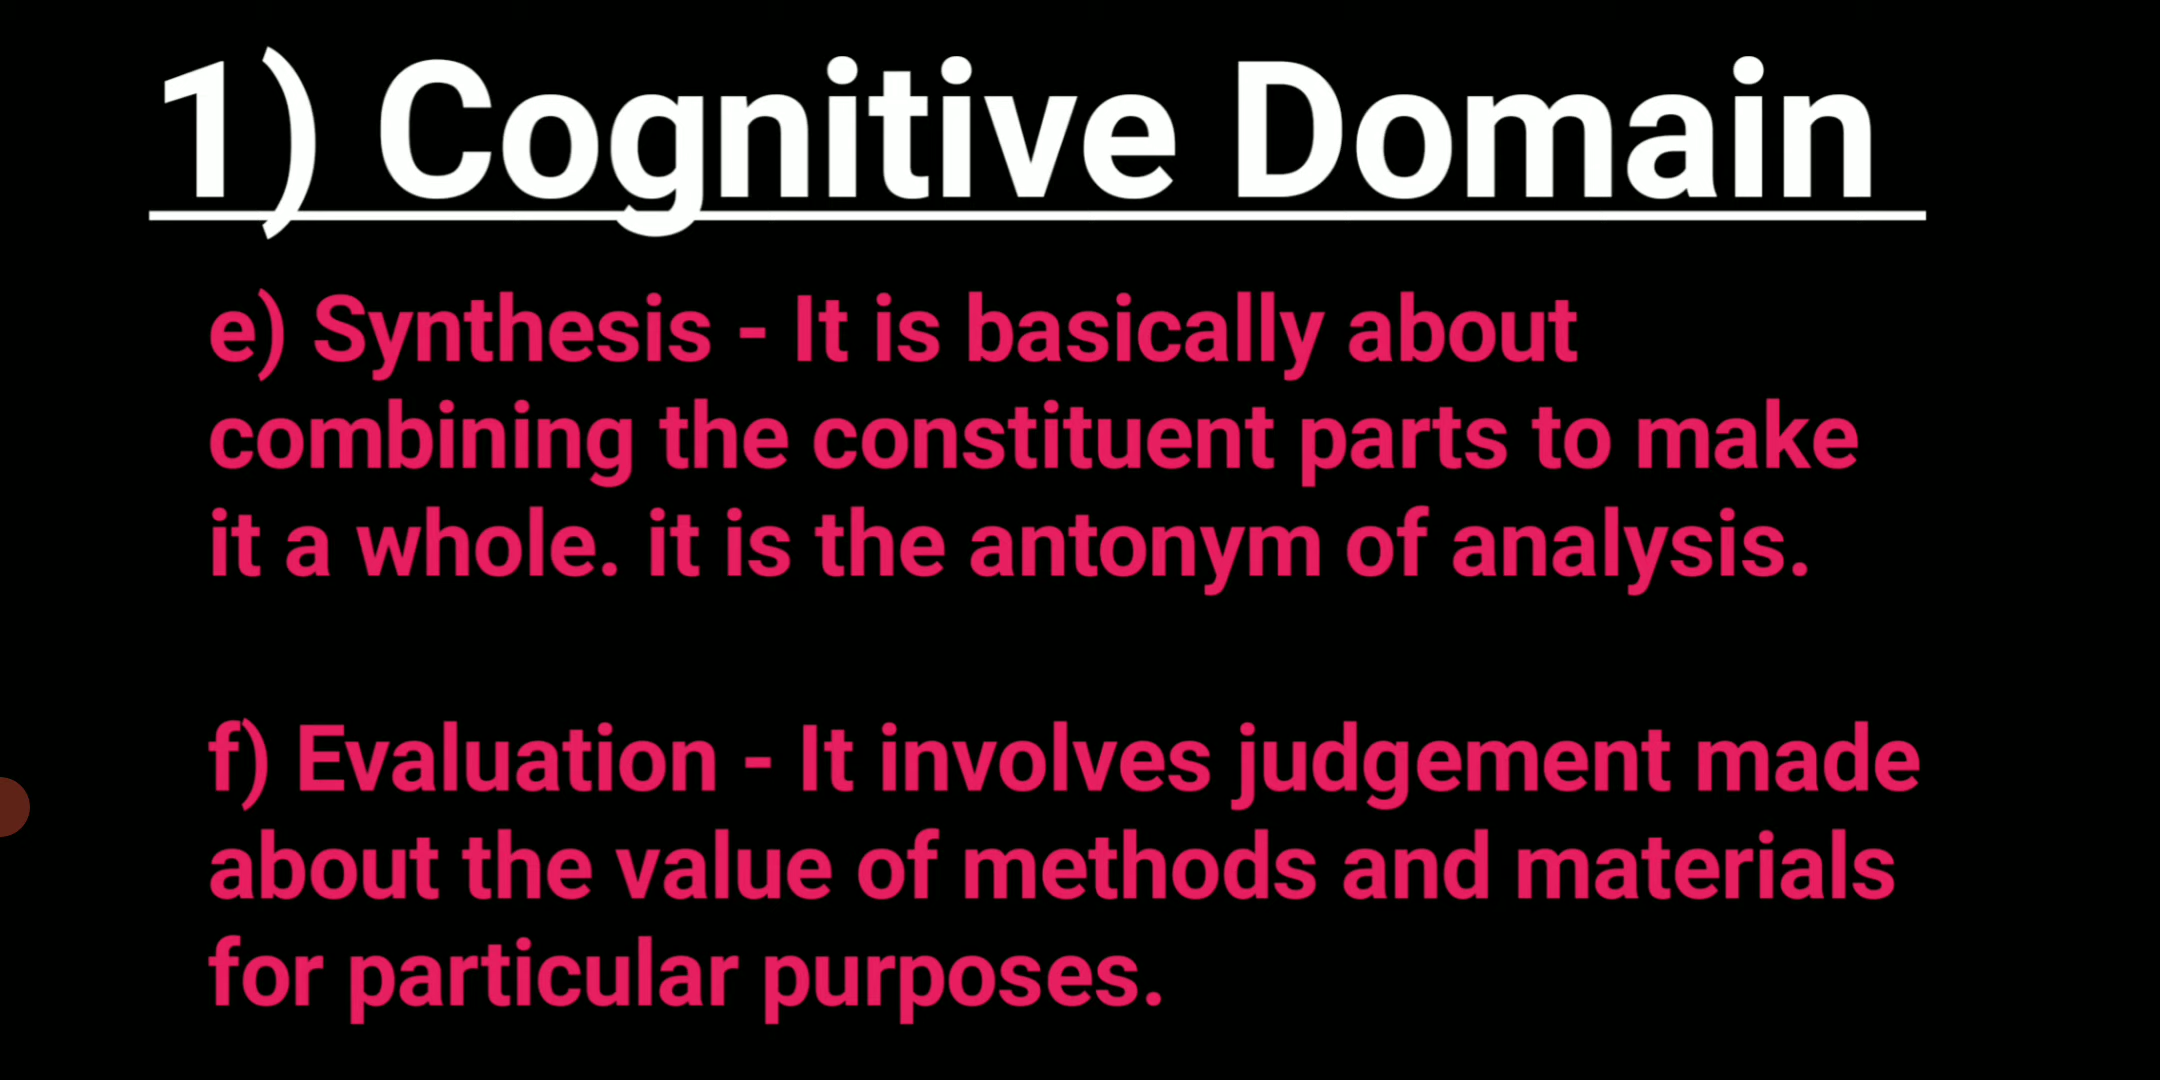 1) Cognitive Domain
e) Synthesis - It is basically about
combining the constituent parts to make
it a whole. it is the antonym of analysis.
f) Evaluation - It involves judgement made
about the value of methods and materials
for particular purposes.